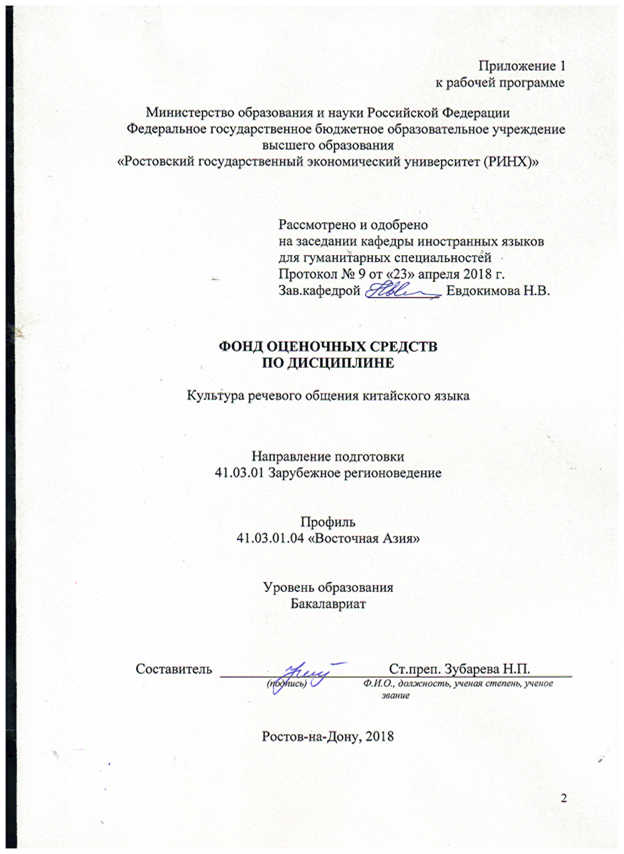 Приложение 1
к рабочей программе
Министерство образования и науки Российской Федерации
Федеральное государственное бюджетное образовательное учреждение
высшего образования
«Ростовский государственный экономический университет (РИНХ)»
Рассмотрено и одобрено
на заседании кафедры иностранных языков
для гуманитарных специальностей
Протокол № 9 от «23» апреля 2018 г.
Зав.кафедрой Евдокимова Н.В.
ФОНД ОЦЕНОЧНЫХ СРЕДСТВ
ПО ДИСЦИПЛИНЕ
Культура речевого общения китайского языка
Направление подготовки
41.03.01 Зарубежное регионоведение
Профиль
41.03.01.04 «Восточная Азия»
Уровень образования
Бакалавриат
Составитель Ст.преп. Зубарева Н.П.
(подпись) Ф.И.О., должность, ученая степень, ученое
звание
Ростов-на-Дону, 2018
2